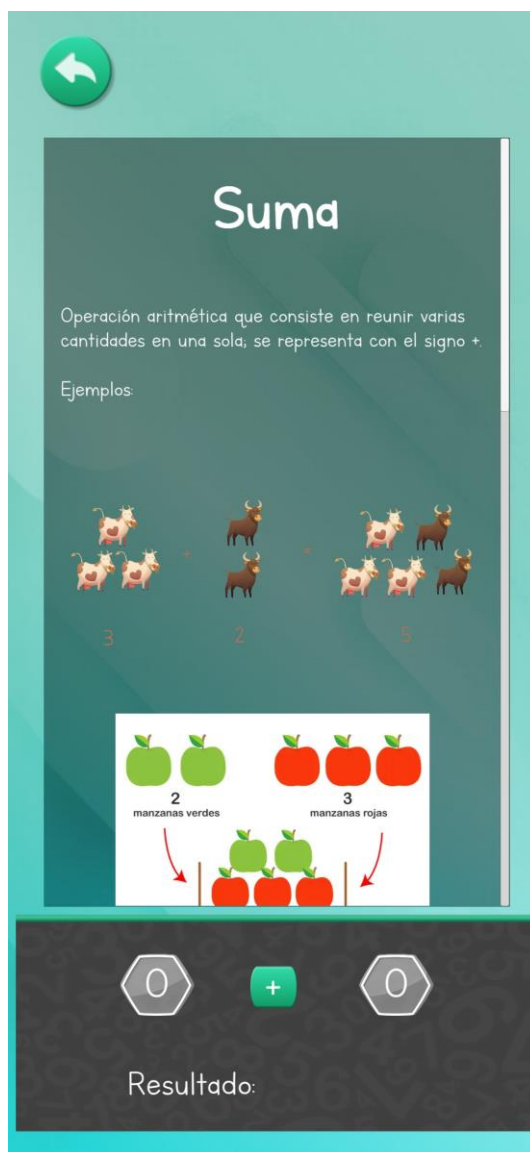 Suma
Operación aritmética que consiste en reunir varias
cantidades en una sola; se representa con el signo +.
Ejemplos:
+ =
3 2 5
2 3
manzanas verdes manzanas rojas
0 + 0
Resultado: